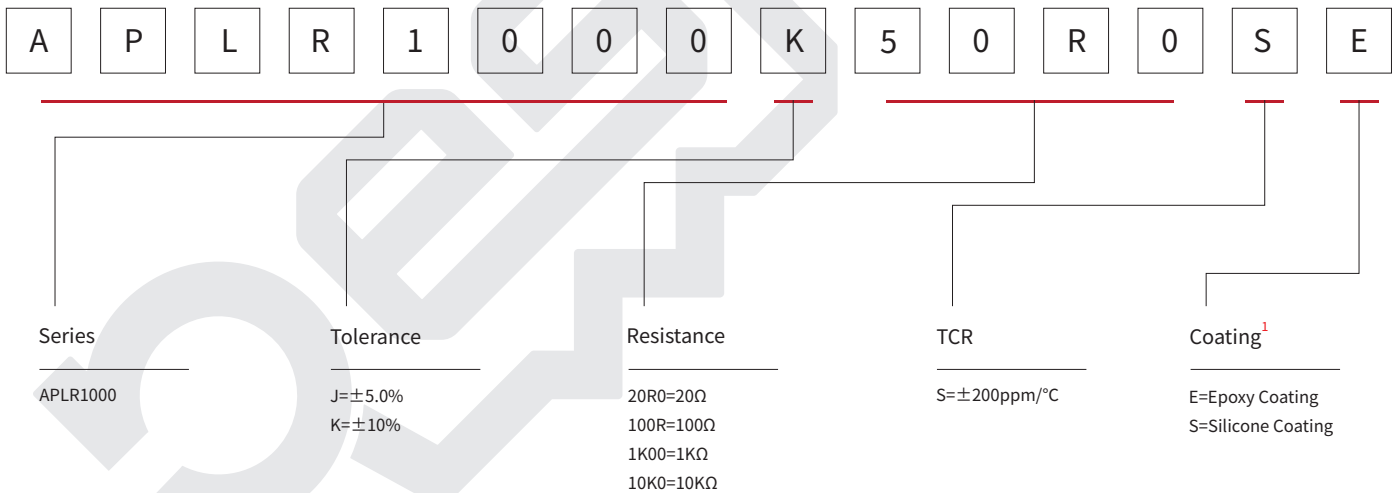 A P L R 1 0 0 0 K 5 0 R 0 S E
Series Tolerance Resistance TCR Coating1
APLR1000 J=±5.0% 20R0=20Ω S=±200ppm/℃ E=Epoxy Coating
K=±10% 100R=100Ω S=Silicone Coating
1K00=1KΩ
10K0=10KΩ